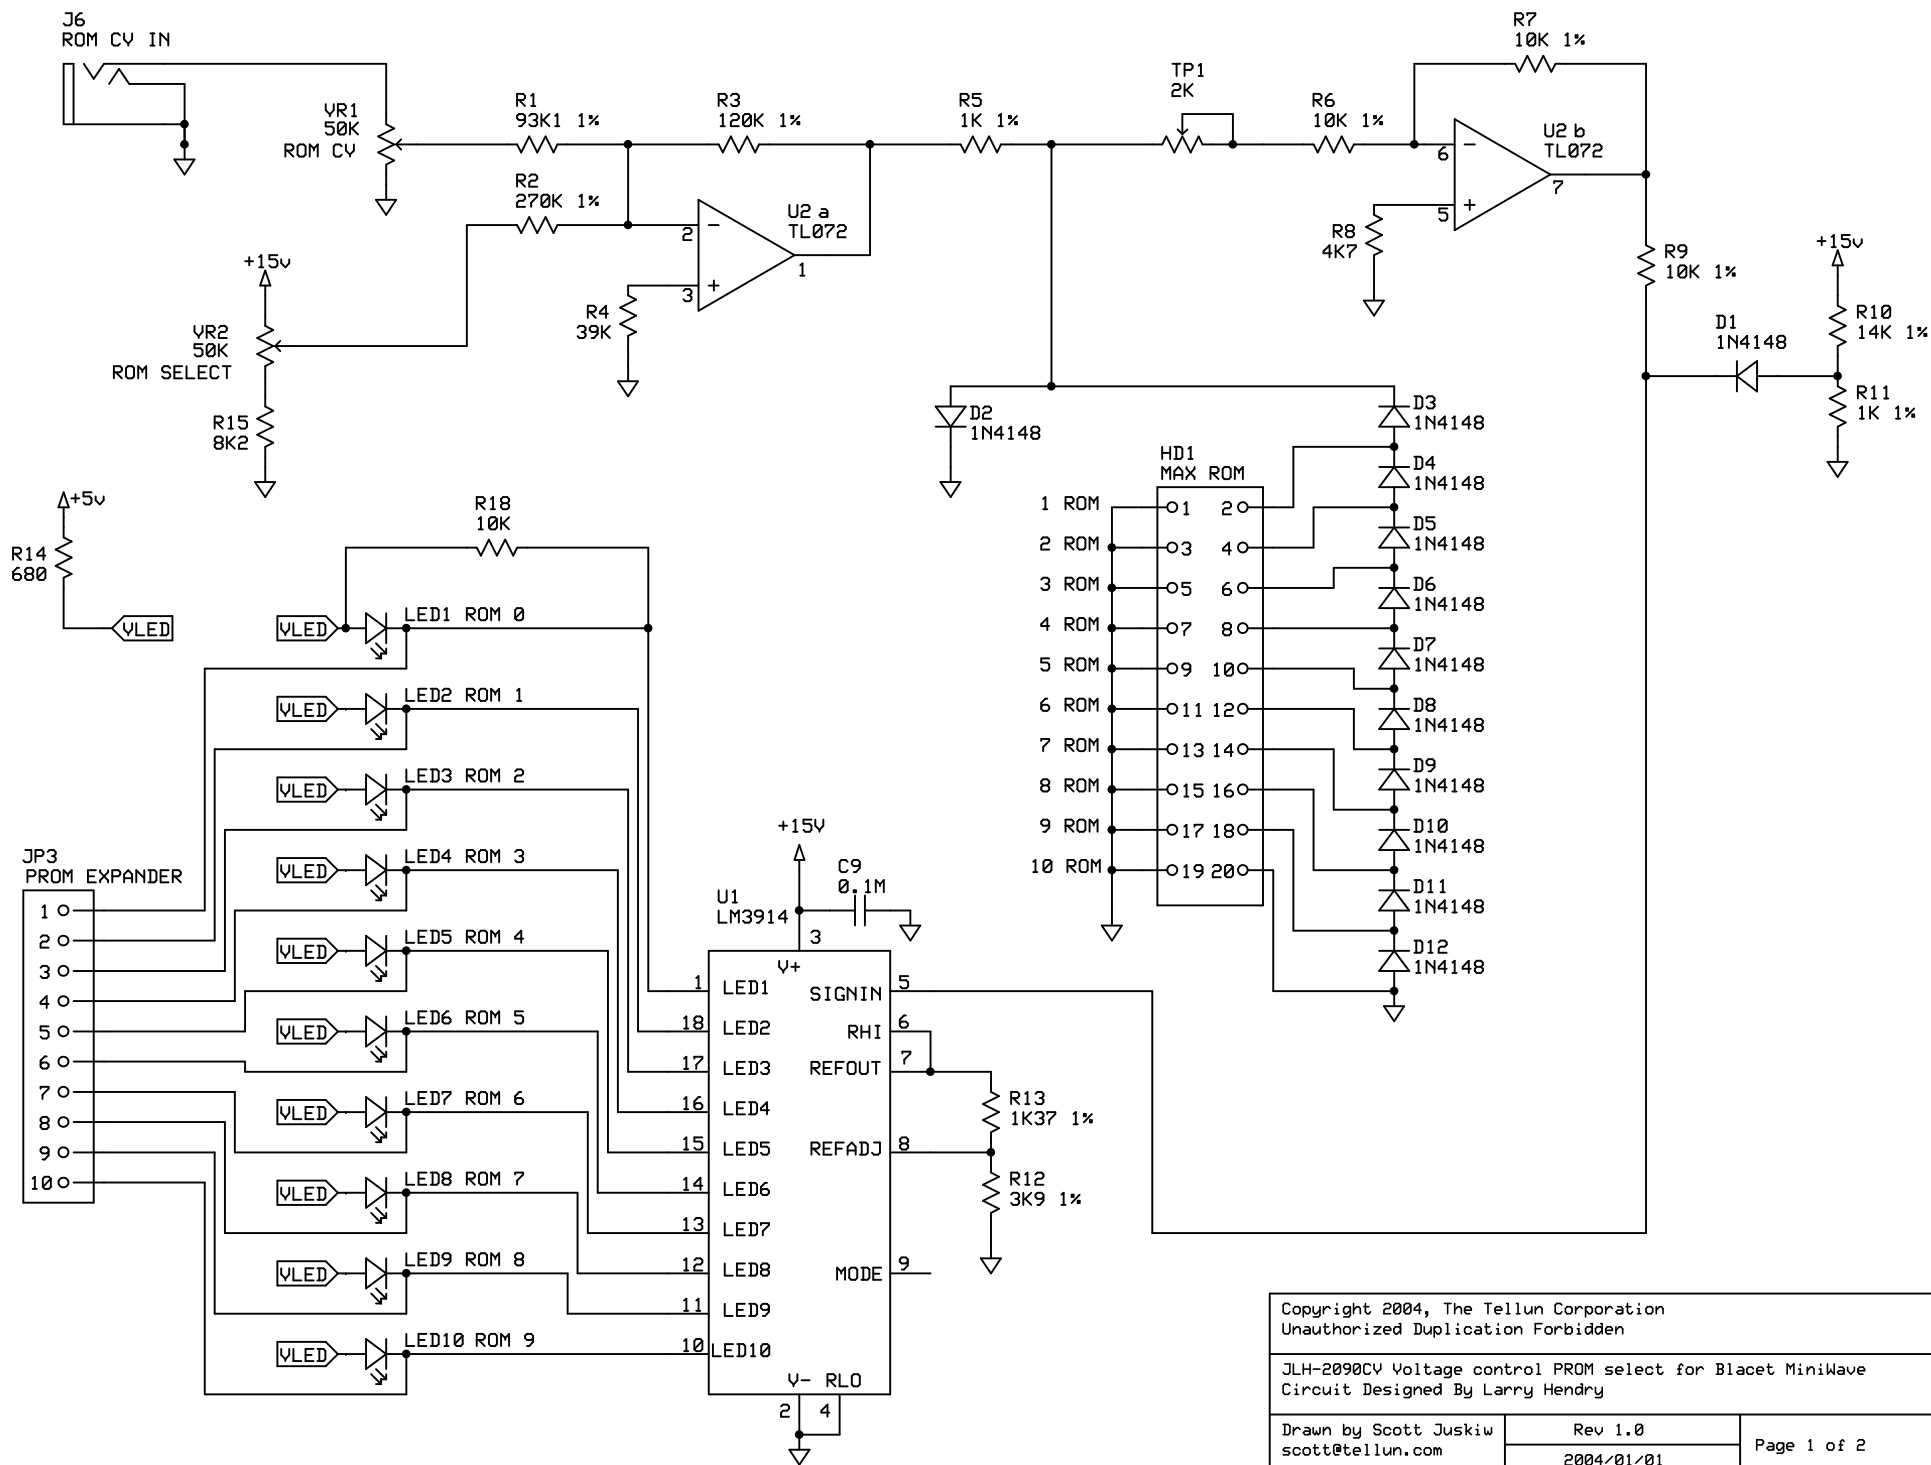 J6
ROM CV IN
VR1
50K
ROM CV
R1
93K1 1%
R3
120K 1%
R2
270K 1%
2
3
U2 a
TL072
1
R4
39K
+15v
VR2
50K
ROM SELECT
R15
8K2
R5
1K 1%
TP1
2K
R6
10K 1%
R7
10K 1%
6
5
U2 b
TL072
7
R8
4K7
R9
10K 1%
+15v
R10
14K 1%
D1
1N4148
R11
1K 1%
D2
1N4148
D3
1N4148
D4
1N4148
D5
1N4148
D6
1N4148
D7
1N4148
D8
1N4148
D9
1N4148
D10
1N4148
D11
1N4148
D12
1N4148
HD1
MAX ROM
1 ROM 1 2
2 ROM 3 4
3 ROM 5 6
4 ROM 7 8
5 ROM 9 10
6 ROM 11 12
7 ROM 13 14
8 ROM 15 16
9 ROM 17 18
10 ROM 19 20
+5v
R14
680
VLED
R18
10K
VLED LED1 ROM 0
VLED LED2 ROM 1
VLED LED3 ROM 2
VLED LED4 ROM 3
VLED LED5 ROM 4
VLED LED6 ROM 5
VLED LED7 ROM 6
VLED LED8 ROM 7
VLED LED9 ROM 8
VLED LED10 ROM 9
JP3
PROM EXPANDER
1
2
3
4
5
6
7
8
9
10
+15V
C9
0.1M
U1
LM3914
3
V+
1 LED1
18 LED2
17 LED3
16 LED4
15 LED5
14 LED6
13 LED7
12 LED8
11 LED9
10 LED10
SIGNIN 5
RHI 6
REFOUT 7
REFADJ 8
MODE 9
V- RLO
2 4
R13
1K37 1%
R12
3K9 1%
Copyright 2004, The Tellun Corporation
Unauthorized Duplication Forbidden
JLH-2090CV Voltage control PROM select for Blacet MiniWave
Circuit Designed By Larry Hendry
Drawn by Scott Juskiw
scott@tellun.com
Rev 1.0
2004/01/01
Page 1 of 2